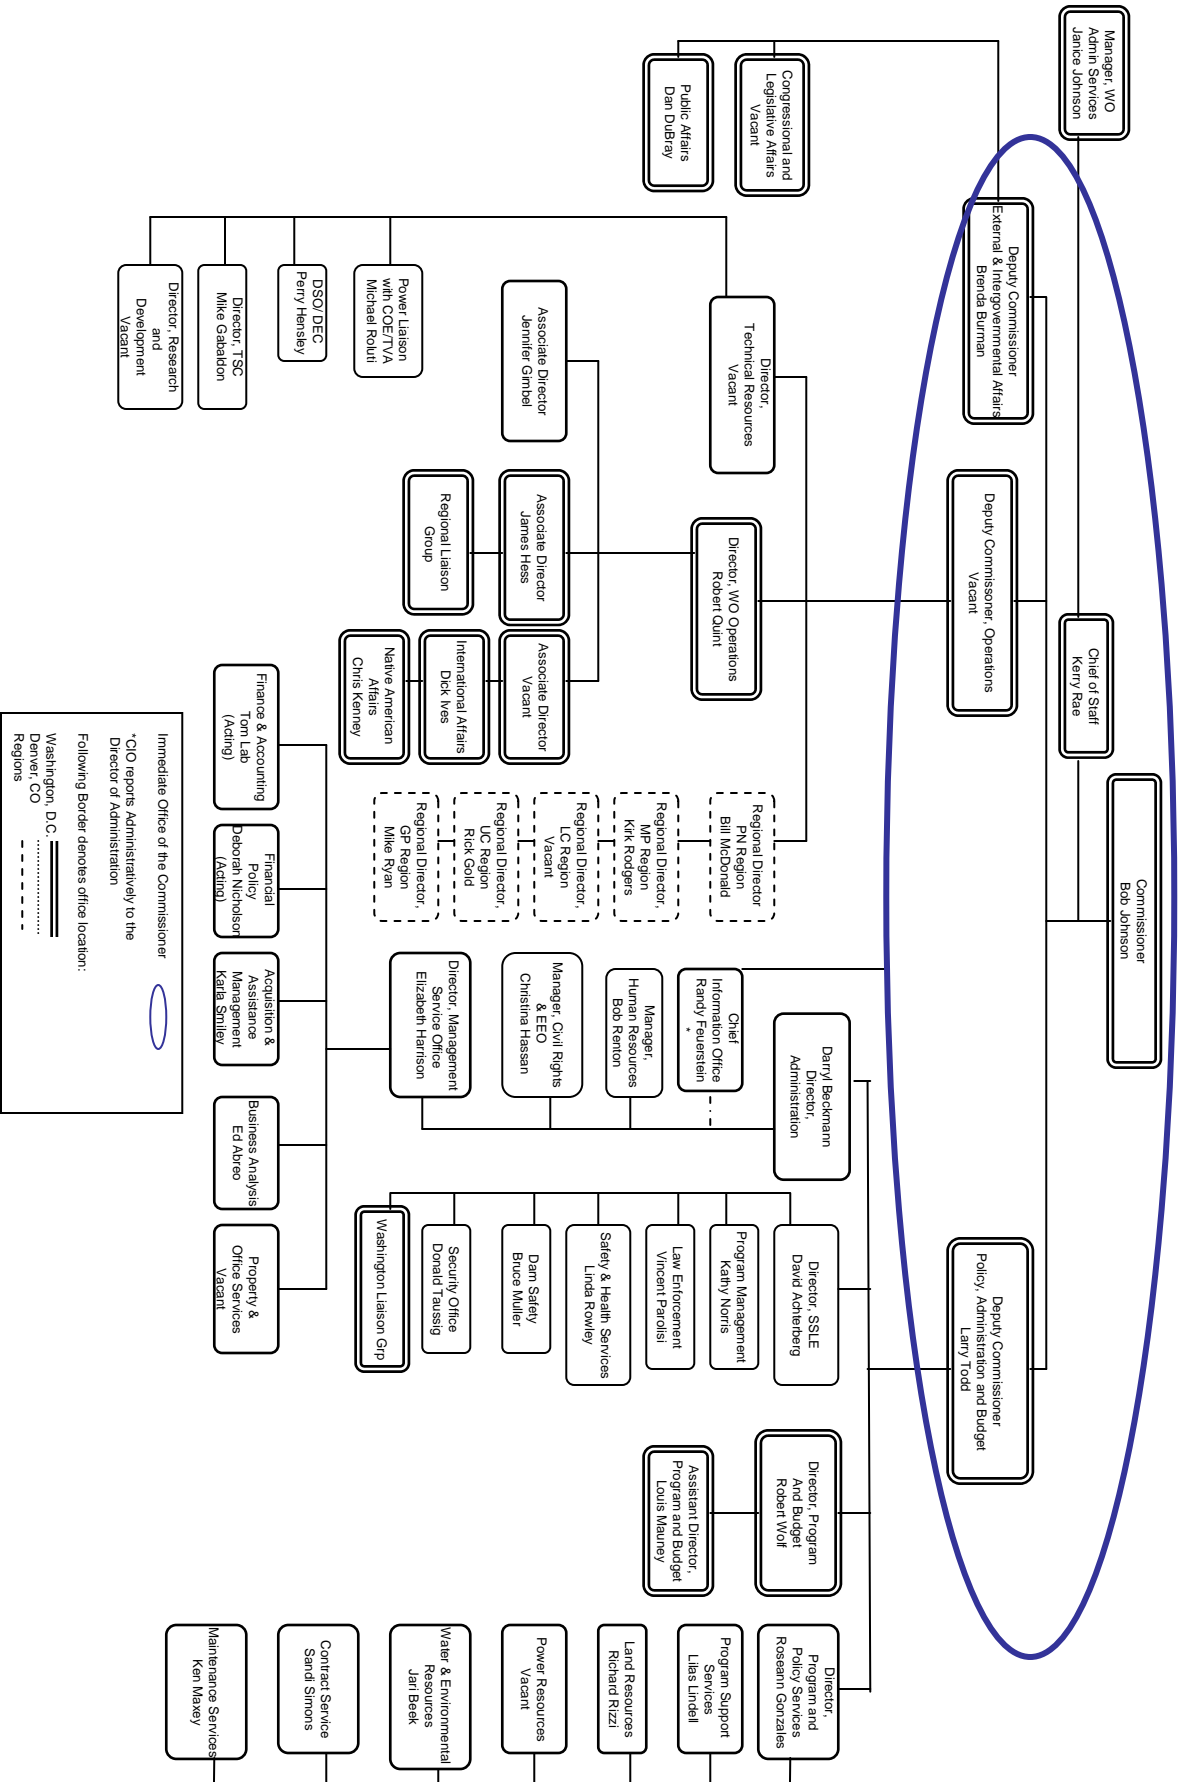 Commissioner
Bob Johnson
Chief of Staff
Kerry Rae
Manager, WO
Admin Services
Janice Johnson
Deputy Commissioner
External & Intergovernmental Affairs
Brenda Burman
Deputy Commissioner, Operations
Vacant
Deputy Commissioner
Policy, Administration and Budget
Larry Todd
Congressional and
Legislative Affairs
Vacant
Public Affairs
Dan DuBray
Director,
Technical Resources
Vacant
Power Liaison
with COE/TVA
Michael Roluti
DSO/ DEC
Perry Hensley
Director, TSC
Mike Gabaldon
Director, Research
and
Development
Vacant
Director, WO Operations
Robert Quint
Associate Director
Jennifer Gimbel
Associate Director
James Hess
Regional Liaison
Group
Associate Director
Vacant
International Affairs
Dick Ives
Native American
Affairs
Chris Kenney
Regional Director
PN Region
Bill McDonald
Regional Director,
MP Region
Kirk Rodgers
Regional Director,
LC Region
Vacant
Regional Director,
UC Region
Rick Gold
Regional Director,
GP Region
Mike Ryan
Darryl Beckmann
Director,
Administration
Chief
Information Office
Randy Feuerstein
*
Manager,
Human Resources
Bob Renton
Manager, Civil Rights
& EEO
Christina Hassan
Director, Management
Service Office
Elizabeth Harrison
Finance & Accounting
Tom Lab
(Acting)
Financial
Policy
Deborah Nicholson
(Acting)
Acquisition &
Assistance
Management
Karla Smiley
Business Analysis
Ed Abreo
Property &
Office Services
Vacant
Director, SSLE
David Achterberg
Program Management
Kathy Norris
Law Enforcement
Vincent Parolisi
Safety & Health Services
Linda Rowley
Dam Safety
Bruce Muller
Security Office
Donald Taussig
Washington Liaison Grp
Director, Program
And Budget
Robert Wolf
Assistant Director,
Program and Budget
Louis Mauney
Director,
Program and
Policy Services
Roseann Gonzales
Program Support
Services
Lilas Lindell
Land Resources
Richard Rizzi
Power Resources
Vacant
Water & Environmental
Resources
Jari Beek
Contract Service
Sandi Simons
Maintenance Services
Ken Maxey
Immediate Office of the Commissioner
*CIO reports Administratively to the
Director of Administration
Following Border denotes office location:
Washington, D.C.
Denver, CO
Regions